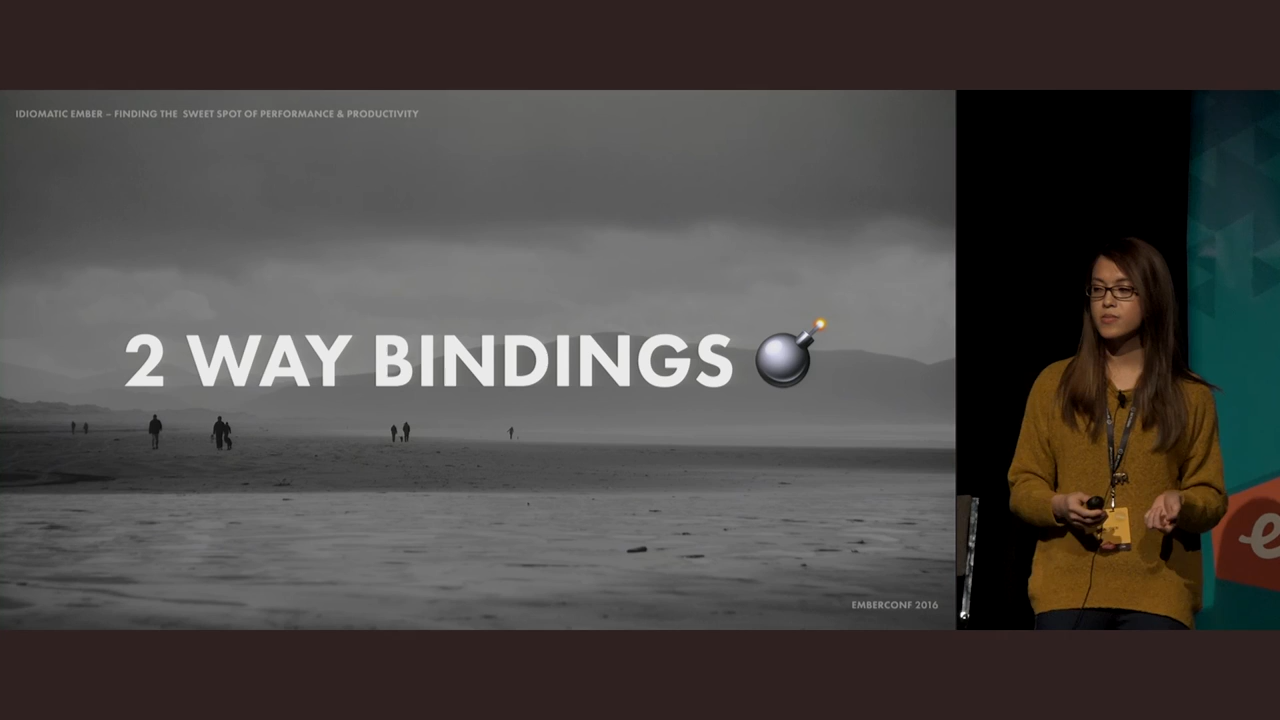 IDIOMATIC EMBER – FINDING THE SWEET SPOT OF PERFORMANCE & PRODUCTIVITY
2 WAY BINDINGS
EMBERCONF 2016
e